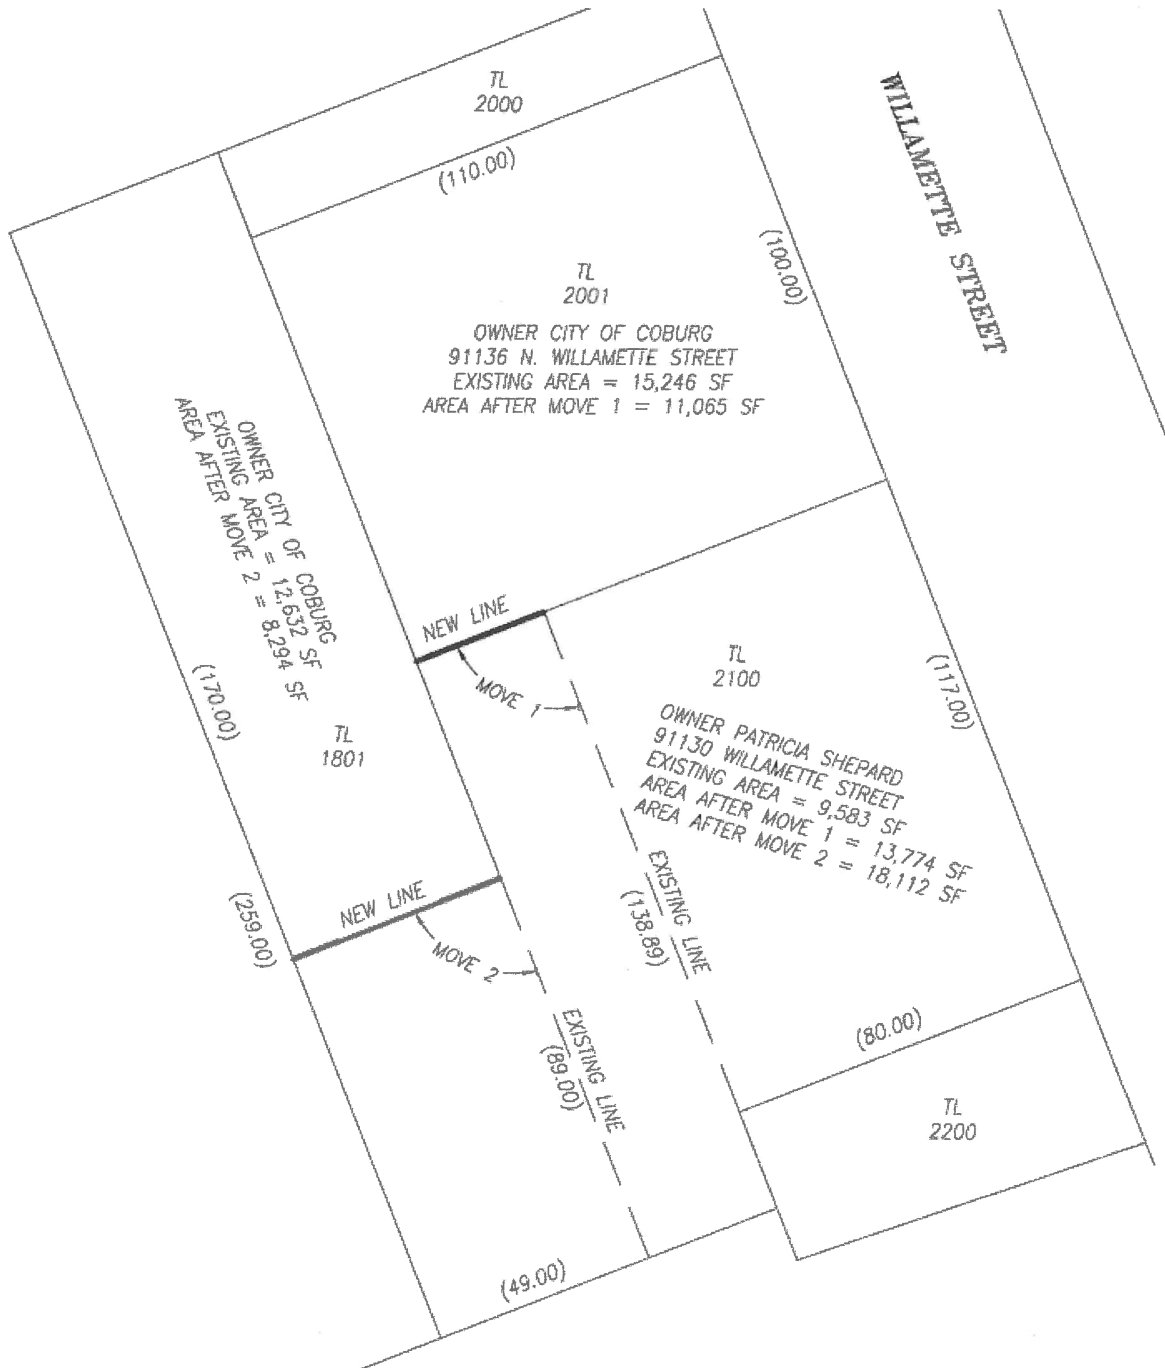 TL
2000
(110.00)
WILLAMETTE STREET
(100.00)
TL
2001
OWNER CITY OF COBURG
91136 N. WILLAMETTE STREET
EXISTING AREA = 15,246 SF
AREA AFTER MOVE 1 = 11,065 SF
OWNER CITY OF COBURG
EXISTING AREA = 12,632 SF
AREA AFTER MOVE 2 = 8,294 SF
NEW LINE
MOVE 1
TL
2100
(117.00)
OWNER PATRICIA SHEPARD
91130 WILLAMETTE STREET
EXISTING AREA = 9,583 SF
AREA AFTER MOVE 1 = 13,774 SF
AREA AFTER MOVE 2 = 18,112 SF
(170.00)
TL
1801
NEW LINE
(259.00)
MOVE 2
EXISTING LINE
(138.89)
EXISTING LINE
(89.00)
(80.00)
TL
2200
(49.00)